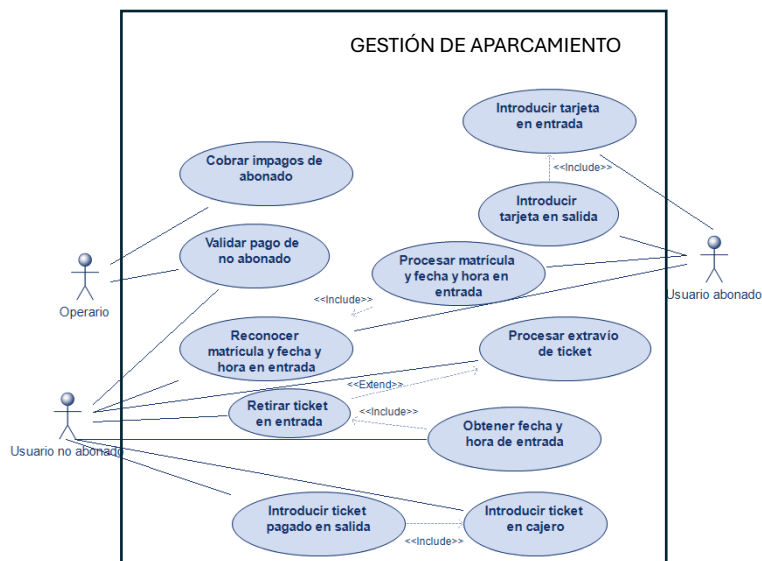 GESTIÓN DE APARCAMIENTO
Introducir tarjeta
en entrada
Cobrar impagos de
abonado
<<Include>>
Introducir
tarjeta en salida
Validar pago de
no abonado
Procesar matrícula
y fecha y hora en
entrada
Operario
Usuario abonado
<<Include>>
Reconocer
matrícula y fecha y
hora en entrada
Procesar extravío
de ticket
<<Extend>>
Retirar ticket
en entrada
<<Include>>
Obtener fecha y
hora de entrada
Usuario no abonado
Introducir ticket
pagado en salida
Introducir ticket
en cajero
<<Include>>